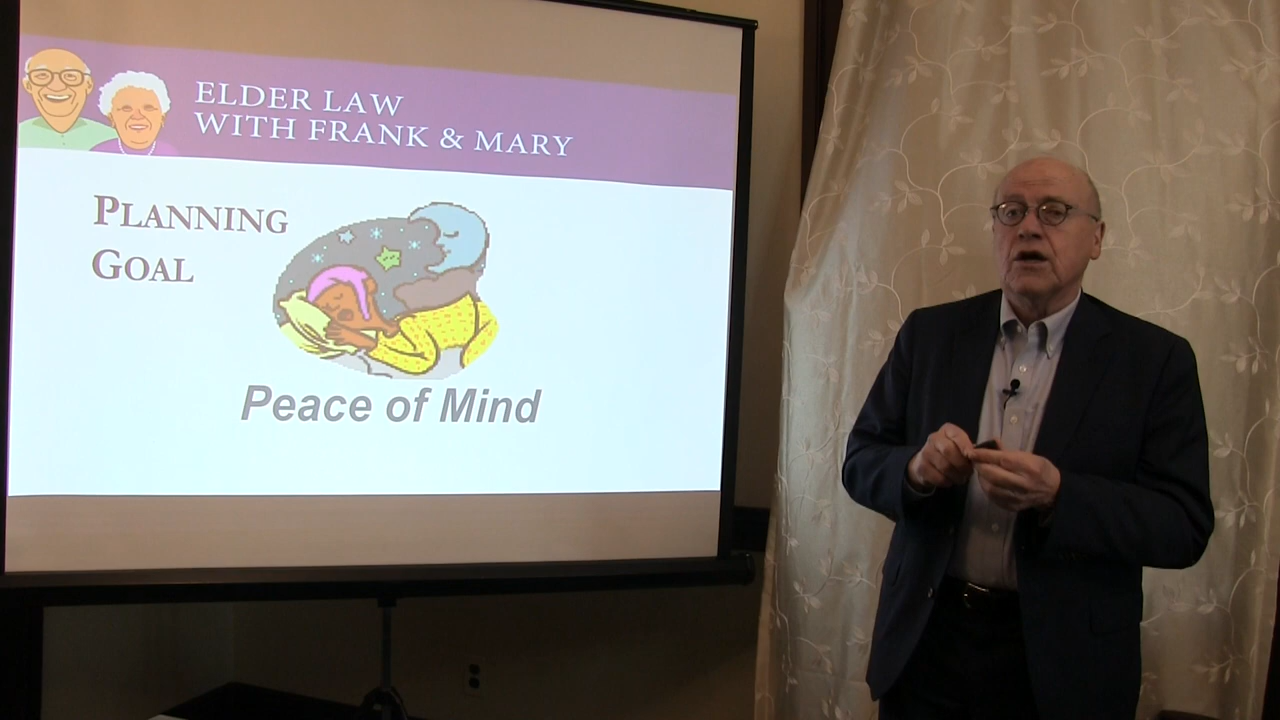 ELDER LAW
WITH FRANK & MARY
PLANNING
GOAL
Peace of Mind